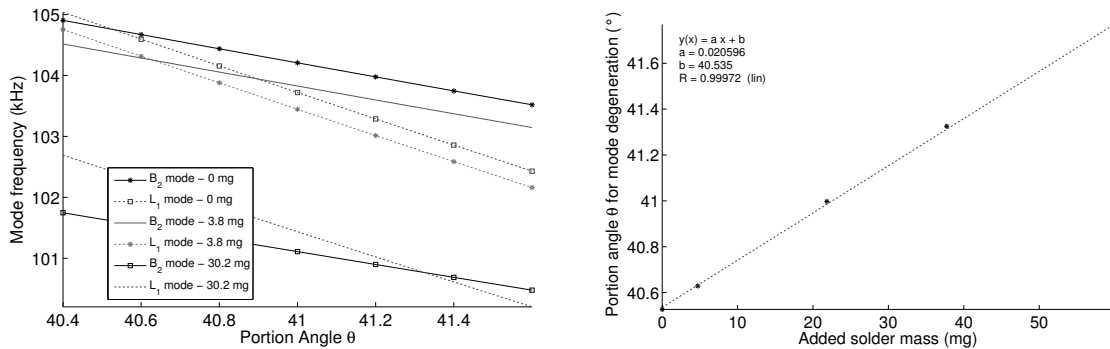 105
104
103
102
101
Mode frequency (kHz)
B2 mode – 0 mg
L1 mode – 0 mg
B2 mode – 3.8 mg
L1 mode – 3.8 mg
B2 mode – 30.2 mg
L1 mode – 30.2 mg
40.4 40.6 40.8 41 41.2 41.4
Portion Angle θ
Portion angle θ for mode degeneration (°)
41.6
41.4
41.2
41
40.8
40.6
y(x) = a x + b
a = 0.020596
b = 40.535
R = 0.99972 (lin)
0 10 20 30 40 50
Added solder mass (mg)